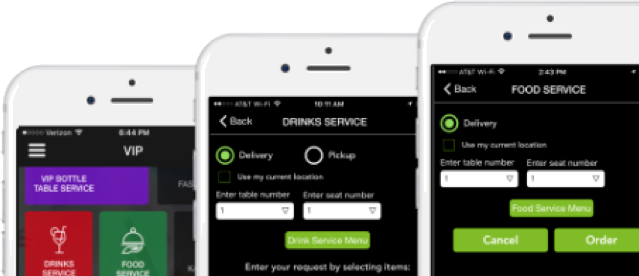 Verizon
6:44 PM
VIP
VIP BOTTLE
TABLE SERVICE
FAS
DRINKS
SERVICE
FOOD
SERVICE
AT&T Wi-Fi
10:11 AM
Back
DRINKS SERVICE
Delivery
Pickup
Use my current location
Enter table number
Enter seat number
1
1
Drink Service Menu
Enter your request by selecting items:
AT&T Wi-Fi
2:43 PM
Back
FOOD SERVICE
Delivery
Use my current location
Enter table number
Enter seat number
1
1
Food Service Menu
Cancel
Order